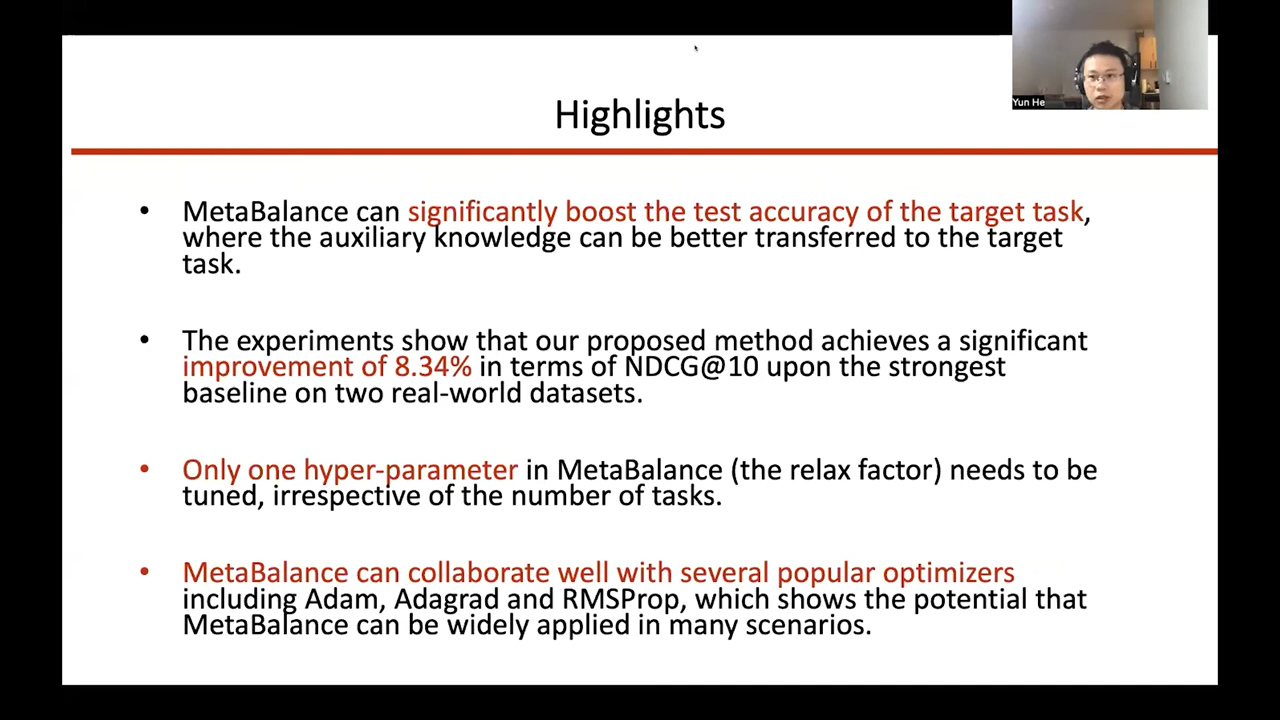 Yun He
Highlights
• MetaBalance can significantly boost the test accuracy of the target task,
where the auxiliary knowledge can be better transferred to the target
task.
• The experiments show that our proposed method achieves a significant
improvement of 8.34% in terms of NDCG@10 upon the strongest
baseline on two real-world datasets.
• Only one hyper-parameter in MetaBalance (the relax factor) needs to be
tuned, irrespective of the number of tasks.
• MetaBalance can collaborate well with several popular optimizers
including Adam, Adagrad and RMSProp, which shows the potential that
MetaBalance can be widely applied in many scenarios.